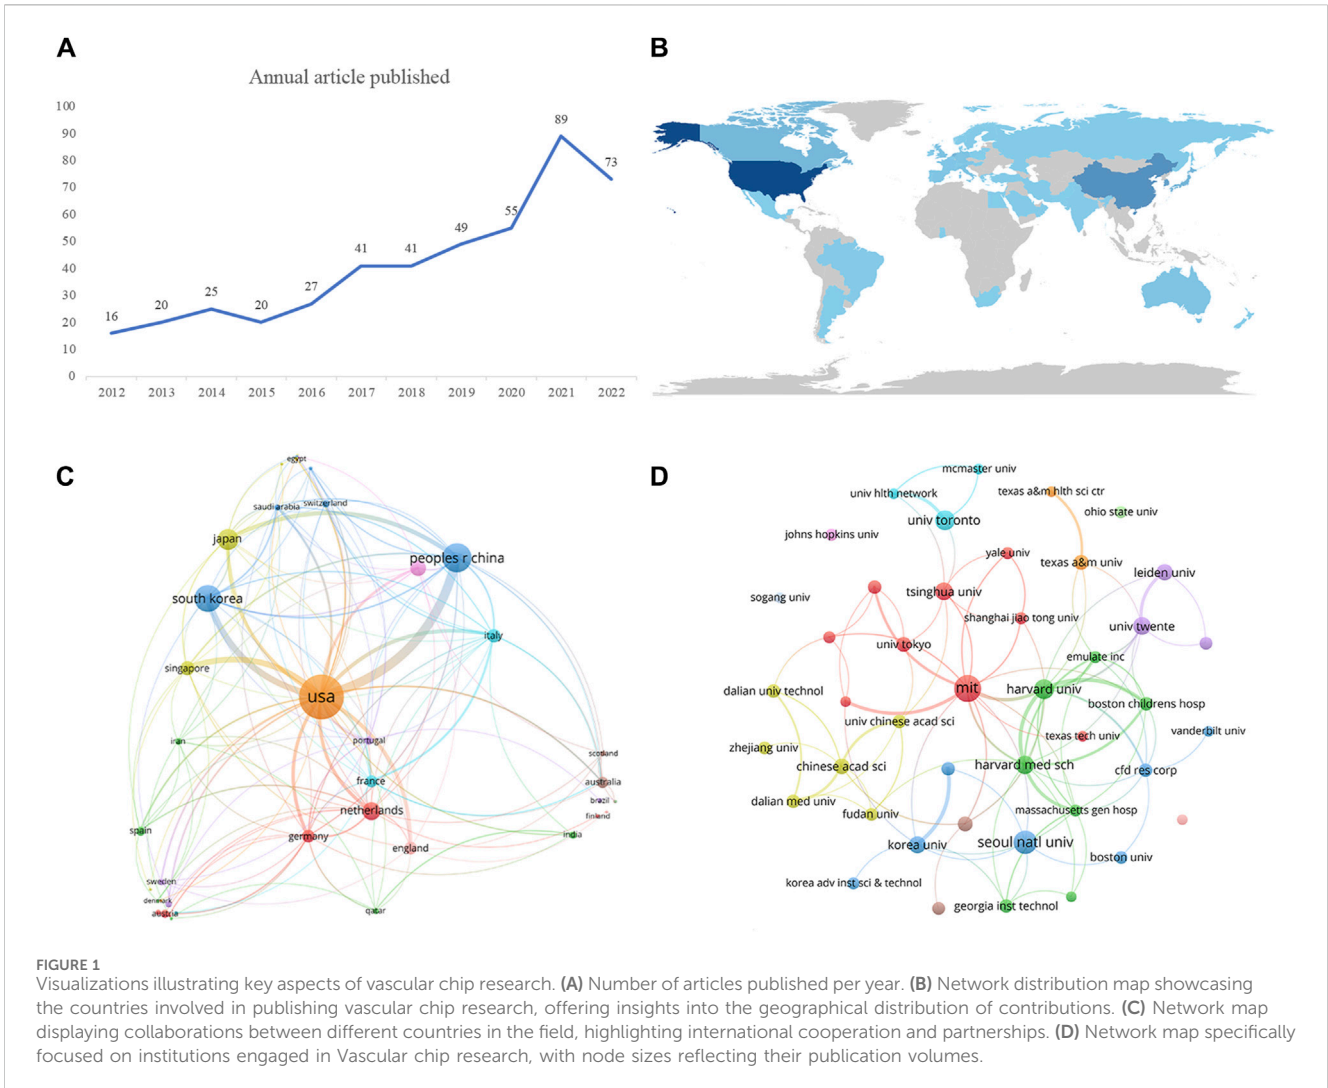 A
Annual article published
100
90
80
70
60
50
40
30
20
10
0
16
20
25
20
27
41
41
49
55
89
73
2012 2013 2014 2015 2016 2017 2018 2019 2020 2021 2022
B
C
egypt
saudi arabia
switzerland
japan
peoples r china
south korea
italy
singapore
usa
iran
portugal
scotland
france
australia
brazil
netherlands
finland
spain
germany
india
england
sweden
denmark
austria
qatar
D
mcmaster univ
univ hlth network
texas a&m hlth sci ctr
ohio state univ
univ toronto
johns hopkins univ
yale univ
texas a&m univ
leiden univ
tsinghua univ
sogang univ
shanghai jiao tong univ
univ twente
univ tokyo
emulate inc
mit
harvard univ
dalian univ technol
boston childrens hosp
univ chinese acad sci
vanderbilt univ
texas tech univ
zhejiang univ
chinese acad sci
harvard med sch
cfd res corp
dalian med univ
massachusetts gen hosp
fudan univ
korea univ
seoul natl univ
boston univ
korea adv inst sci & technol
georgia inst technol
FIGURE 1
Visualizations illustrating key aspects of vascular chip research. (A) Number of articles published per year. (B) Network distribution map showcasing
the countries involved in publishing vascular chip research, offering insights into the geographical distribution of contributions. (C) Network map
displaying collaborations between different countries in the field, highlighting international cooperation and partnerships. (D) Network map specifically
focused on institutions engaged in Vascular chip research, with node sizes reflecting their publication volumes.